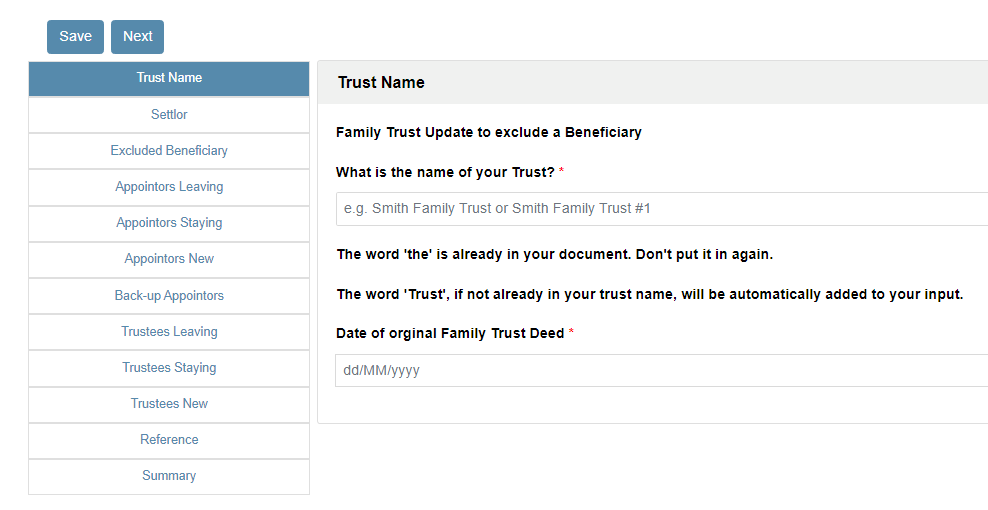 Save Next
Trust Name
Settlor
Excluded Beneficiary
Appointors Leaving
Appointors Staying
Appointors New
Back-up Appointors
Trustees Leaving
Trustees Staying
Trustees New
Reference
Summary
Trust Name
Family Trust Update to exclude a Beneficiary
What is the name of your Trust? *
e.g. Smith Family Trust or Smith Family Trust #1
The word 'the' is already in your document. Don't put it in again.
The word 'Trust', if not already in your trust name, will be automatically added to your input.
Date of orginal Family Trust Deed *
dd/MM/yyyy